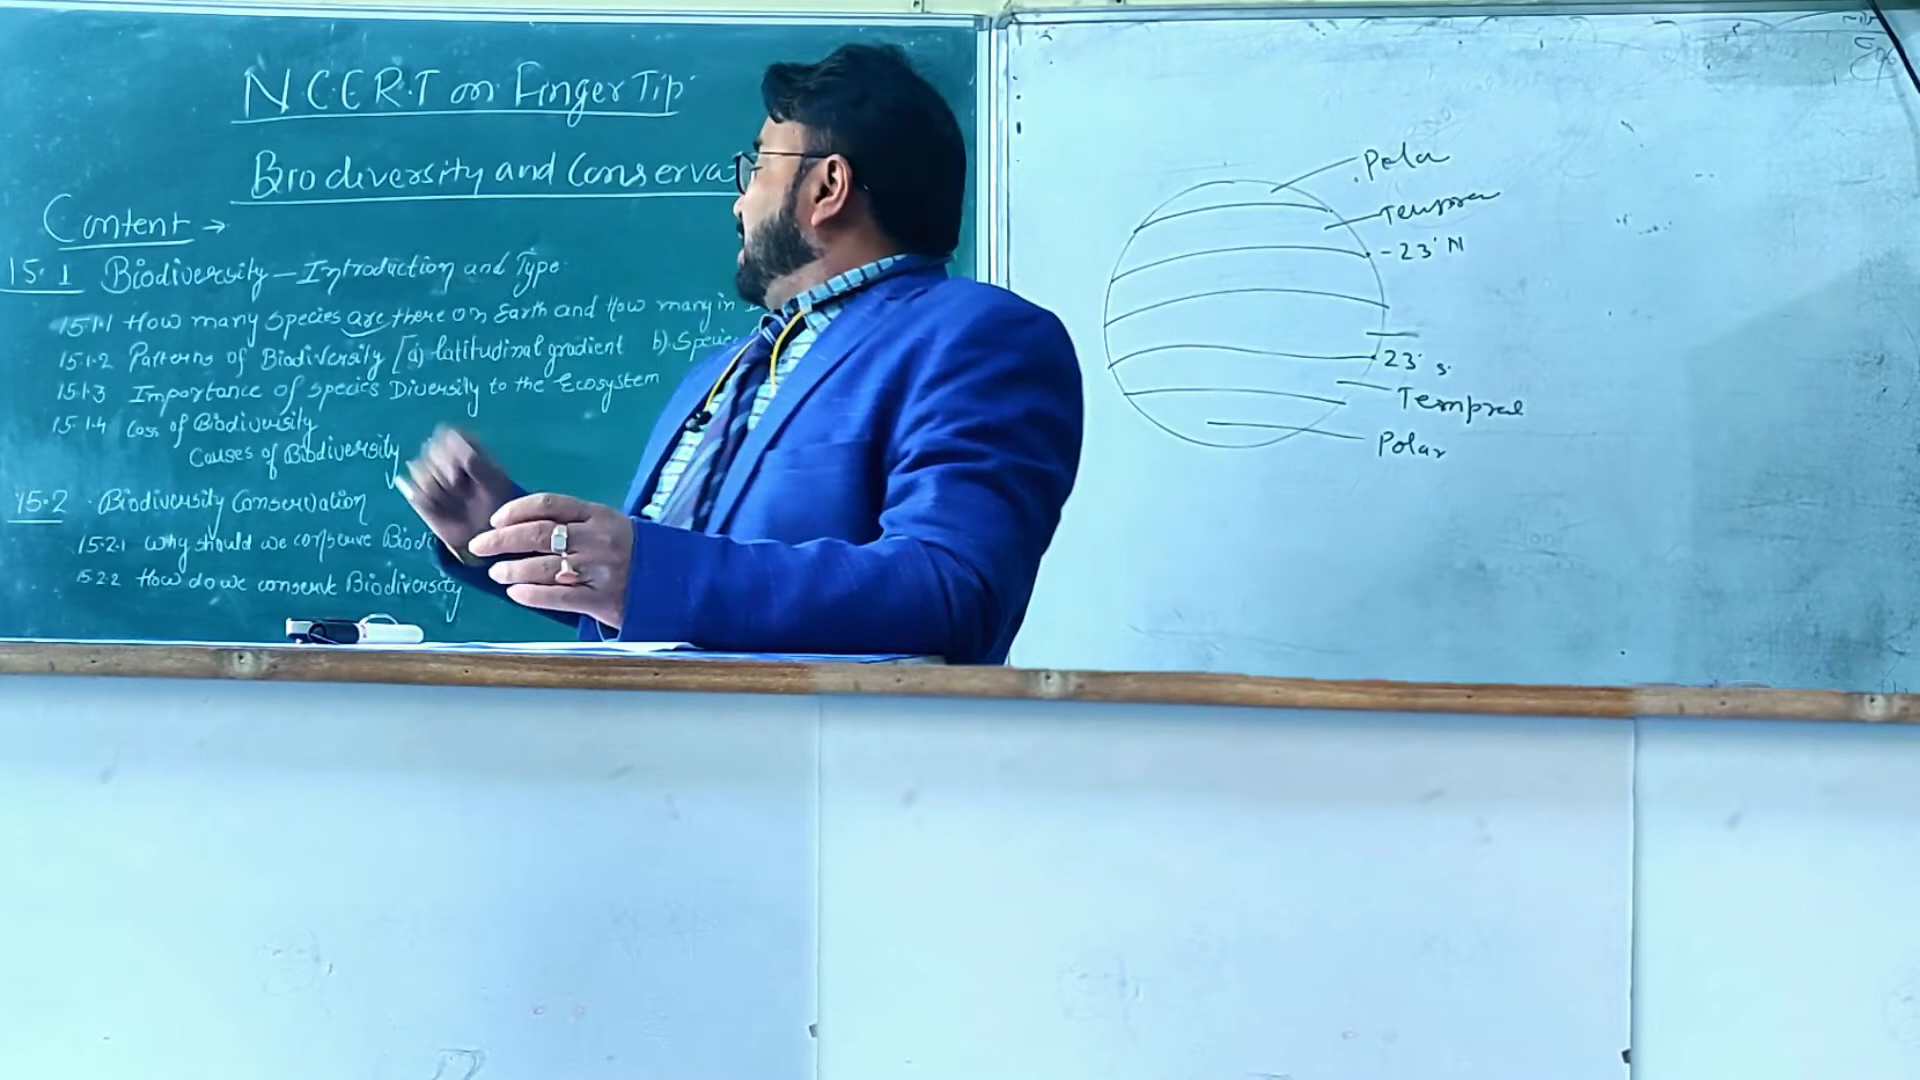 N.C.E.R.T on Finger Tip
Biodiversity and Conserva
Content →
15.1 Biodiversity - Introduction and Type
15.1.1 How many species are there on Earth and How many in
15.1.2 Patterns of Biodiversity [a) latitudinal gradient b) Species
15.1.3 Importance of species Diversity to the Ecosystem
15.1.4 Loss of Biodiversity
Causes of Biodiversity
15.2 Biodiversity Conservation
15.2.1 Why should we conserve Biodi
15.2.2 How do we conserve Biodiversity
Polar
- 23° N
23° S.
Tempral
Polar